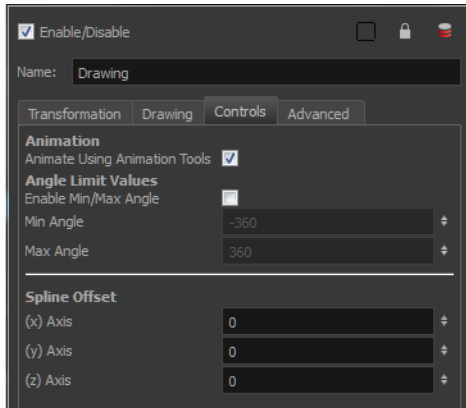 Enable/Disable
Name: Drawing
Transformation Drawing Controls Advanced
Animation
Animate Using Animation Tools
Angle Limit Values
Enable Min/Max Angle
Min Angle -360
Max Angle 360
Spline Offset
(x) Axis 0
(y) Axis 0
(z) Axis 0